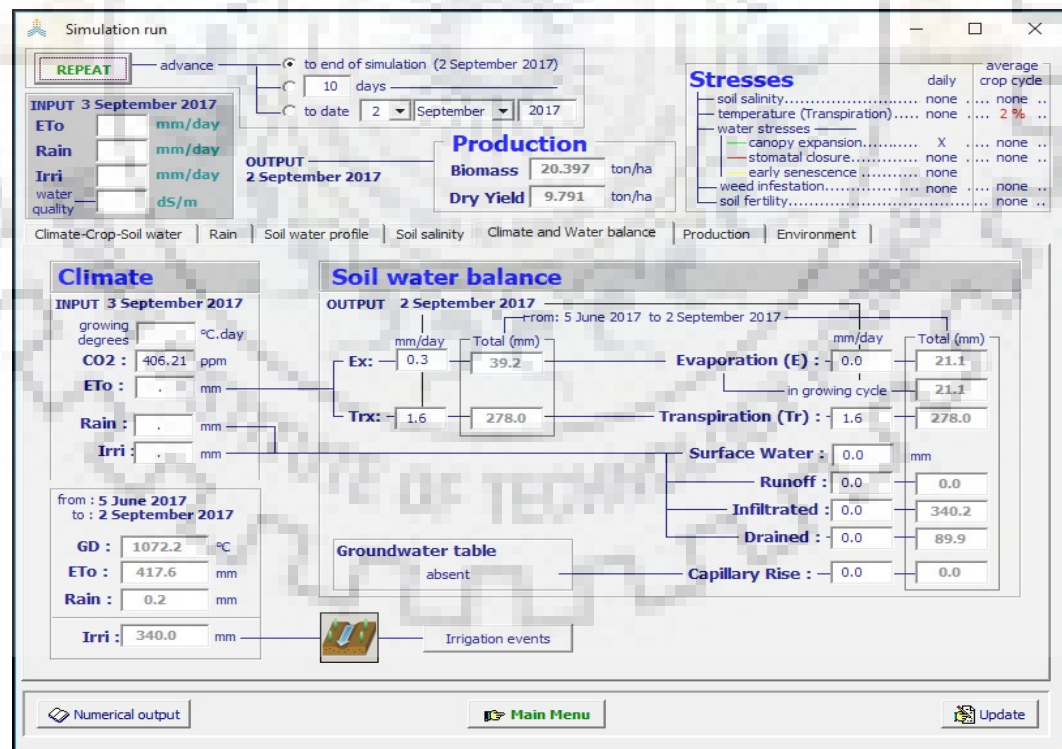 Simulation run
REPEAT
advance
to end of simulation (2 September 2017)
10 days
to date 2 September 2017
INPUT 3 September 2017
ETo mm/day
Rain mm/day
Irri mm/day
water
quality dS/m
OUTPUT
2 September 2017
Production
Biomass 20.397 ton/ha
Dry Yield 9.791 ton/ha
Stresses daily average
crop cycle
soil salinity............................. none .... none ..
temperature (Transpiration)..... none .... 2 % ..
water stresses
canopy expansion........... X .... none ..
stomatal closure............. none .... none ..
early senescence ........... none
weed infestation................... none .... none ..
soil fertility............................................. none ..
Climate-Crop-Soil water | Rain | Soil water profile | Soil salinity | Climate and Water balance | Production | Environment
Climate
INPUT 3 September 2017
growing
degrees °C.day
CO2 : 406.21 ppm
ETo : . mm
Rain : . mm
Irri : . mm
from : 5 June 2017
to : 2 September 2017
GD : 1072.2 °C
ETo : 417.6 mm
Rain : 0.2 mm
Irri : 340.0 mm
Soil water balance
OUTPUT 2 September 2017
From: 5 June 2017 to 2 September 2017
mm/day Total (mm) mm/day Total (mm)
Ex: 0.3 39.2 Evaporation (E) : 0.0 21.1
in growing cycle 21.1
Trx: 1.6 278.0 Transpiration (Tr) : 1.6 278.0
Surface Water : 0.0 mm
Runoff : 0.0 0.0
Infiltrated : 0.0 340.2
Drained : 0.0 89.9
Groundwater table
absent
Capillary Rise : 0.0 0.0
Irrigation events
Numerical output
Main Menu
Update